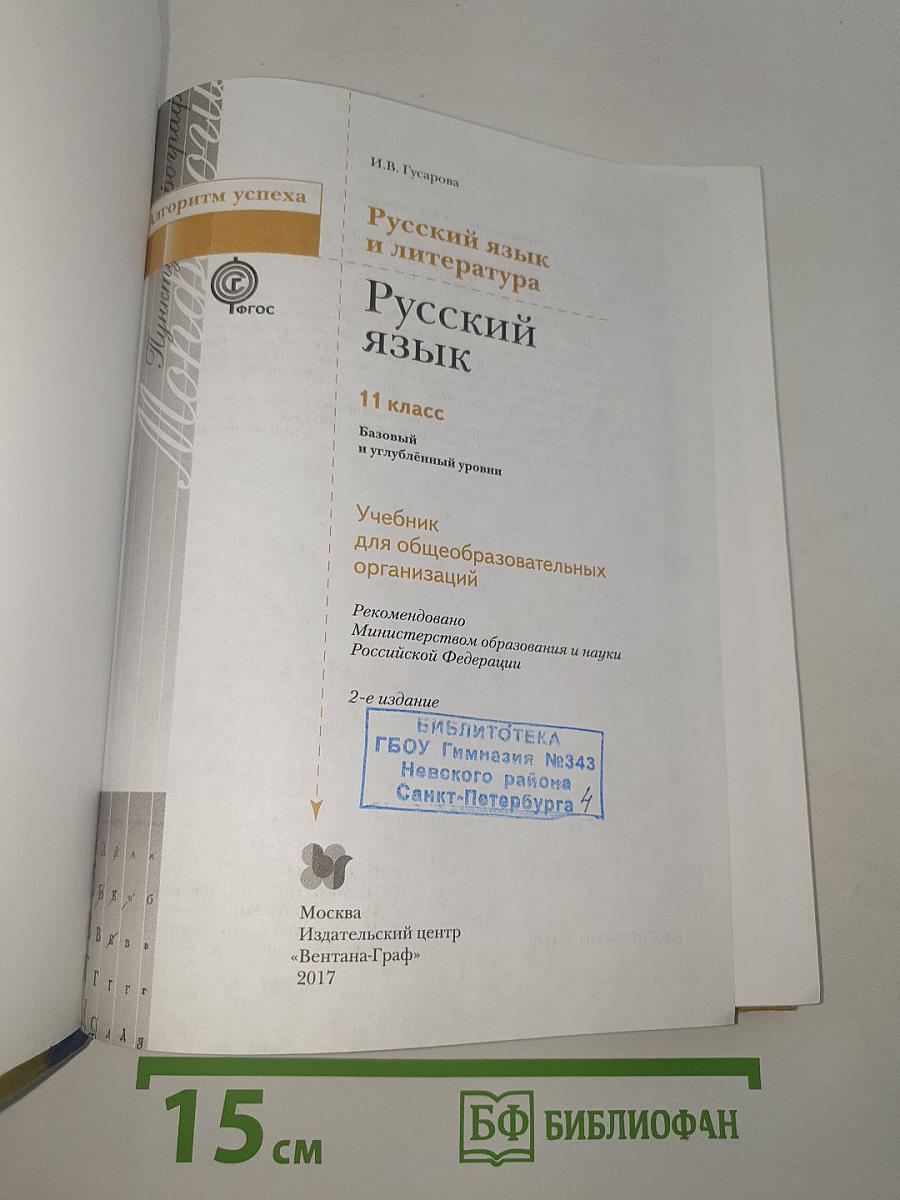 И.В. Гусарова
Алгоритм успеха
Русский язык
и литература
ФГОС
Русский
язык
11 класс
Базовый
и углублённый уровни
Учебник
для общеобразовательных
организаций
Рекомендовано
Министерством образования и науки
Российской Федерации
2-е издание
БИБЛИТОТЕКА
ГБОУ Гимназия №343
Невского района
Санкт-Петербурга 4
Москва
Издательский центр
«Вентана-Граф»
2017
15 см
БФ БИБЛИОФАН